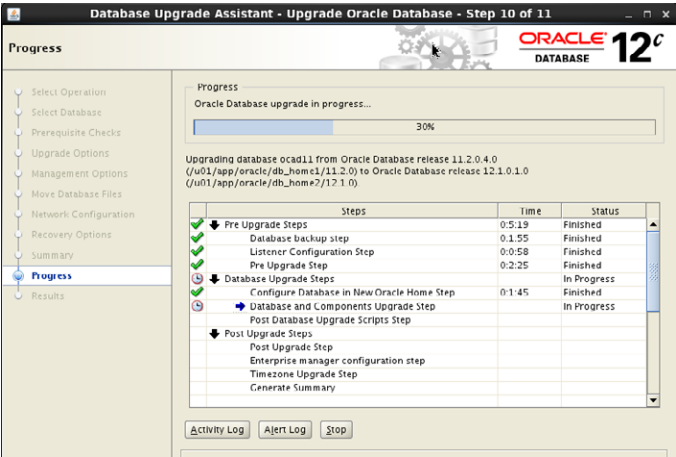 Database Upgrade Assistant - Upgrade Oracle Database - Step 10 of 11
Progress
ORACLE
DATABASE
12c
Select Operation
Select Database
Prerequisite Checks
Upgrade Options
Management Options
Move Database Files
Network Configuration
Recovery Options
Summary
Progress
Results
Progress
Oracle Database upgrade in progress...
30%
Upgrading database ocad11 from Oracle Database release 11.2.0.4.0
(/u01/app/oracle/db_home1/11.2.0) to Oracle Database release 12.1.0.1.0
(/u01/app/oracle/db_home2/12.1.0)
Steps Time Status
Pre Upgrade Steps 0:5:19 Finished
Database backup step 0:1:55 Finished
Listener Configuration Step 0:0:58 Finished
Pre Upgrade Step 0:2:25 Finished
Database Upgrade Steps In Progress
Configure Database in New Oracle Home Step 0:1:45 Finished
Database and Components Upgrade Step In Progress
Post Database Upgrade Scripts Step
Post Upgrade Steps
Post Upgrade Step
Enterprise manager configuration step
Timezone Upgrade Step
Generate Summary
Activity Log Alert Log Stop